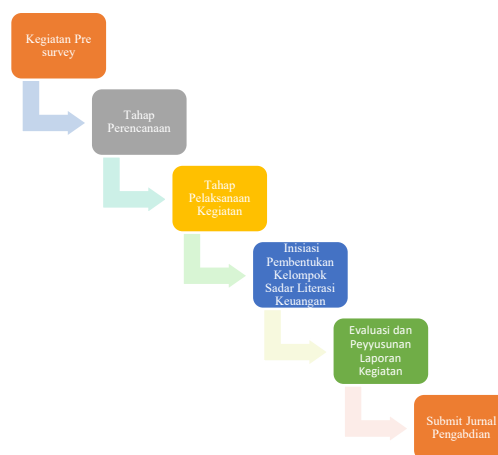 Kegiatan Pre
survey
Tahap
Perencanaan
Tahap
Pelaksanaan
Kegiatan
Inisiasi
Pembentukan
Kelompok
Sadar Literasi
Keuangan
Evaluasi dan
Peyyusunan
Laporan
Kegiatan
Submit Jurnal
Pengabdian